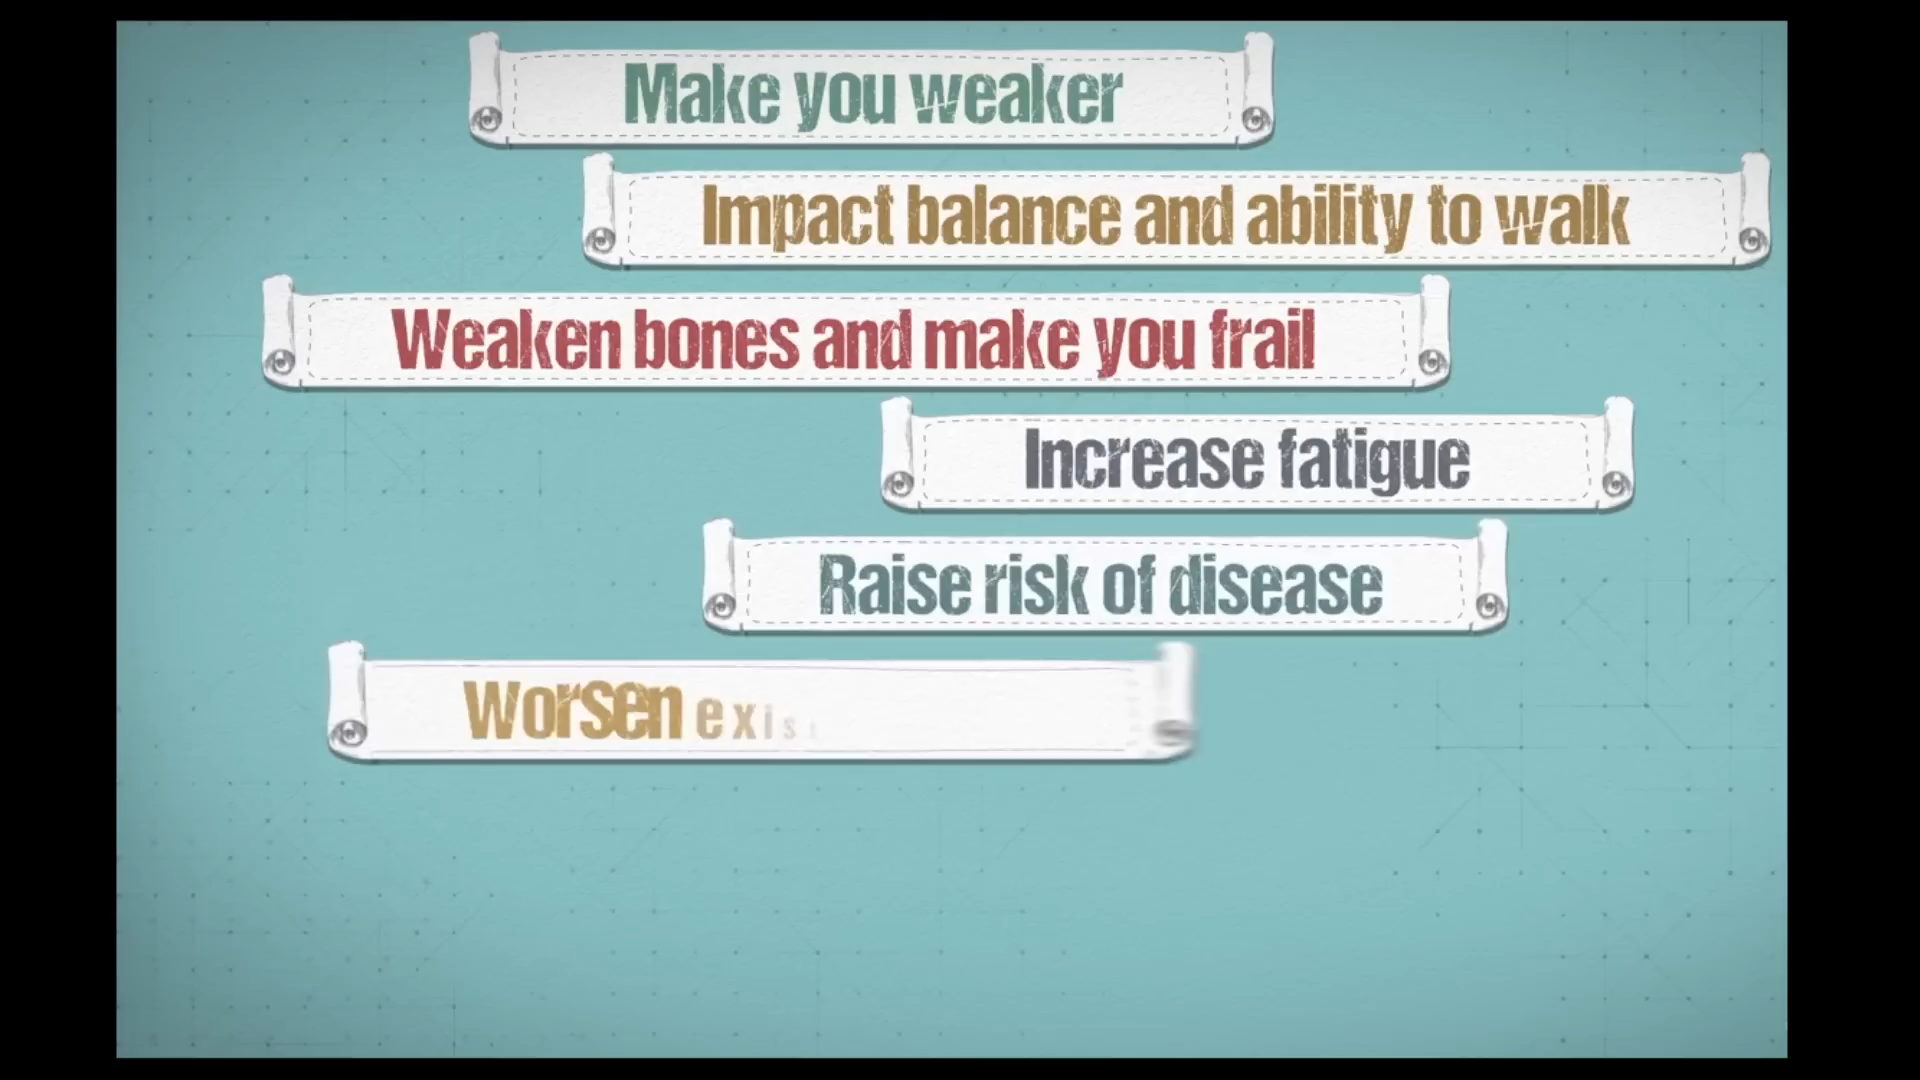 Make you weaker
Impact balance and ability to walk
Weaken bones and make you frail
Increase fatigue
Raise risk of disease
Worsen